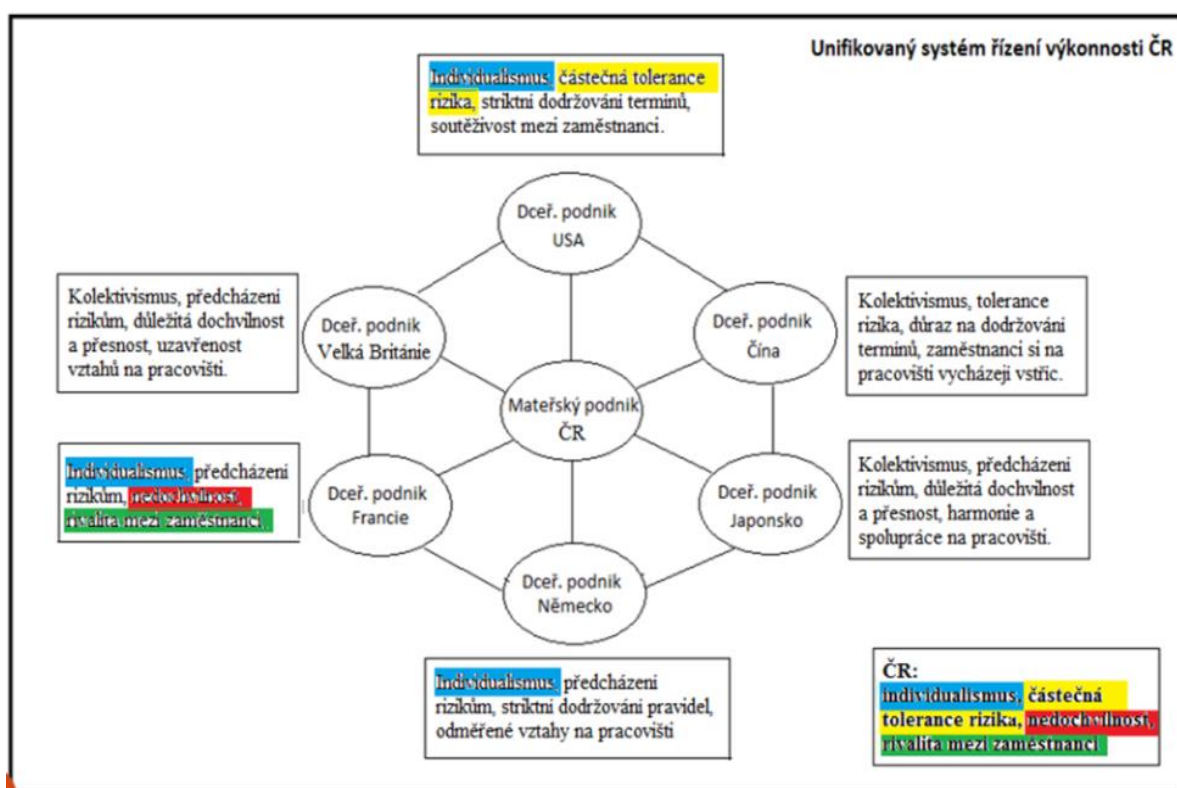 Unifikovaný systém řízení výkonnosti ČR
Individualismus, částečná tolerance
rizika, striktní dodržování termínů,
soutěživost mezi zaměstnanci.
Dceř. podnik
USA
Kolektivismus, předcházení
rizikům, důležitá dochvilnost
a přesnost, uzavřenost
vztahů na pracovišti.
Dceř. podnik
Velká Británie
Dceř. podnik
Čína
Kolektivismus, tolerance
rizika, důraz na dodržování
termínů, zaměstnanci si na
pracovišti vycházejí vstříc.
Mateřský podnik
ČR
Individualismus, předcházení
rizikům, nedochvilnost,
rivalita mezi zaměstnanci.
Dceř. podnik
Francie
Dceř. podnik
Japonsko
Kolektivismus, předcházení
rizikům, důležitá dochvilnost
a přesnost, harmonie a
spolupráce na pracovišti.
Dceř. podnik
Německo
Individualismus, předcházení
rizikům, striktní dodržování pravidel,
odměřené vztahy na pracovišti
ČR:
individualismus, částečná
tolerance rizika, nedochvilnost,
rivalita mezi zaměstnanci